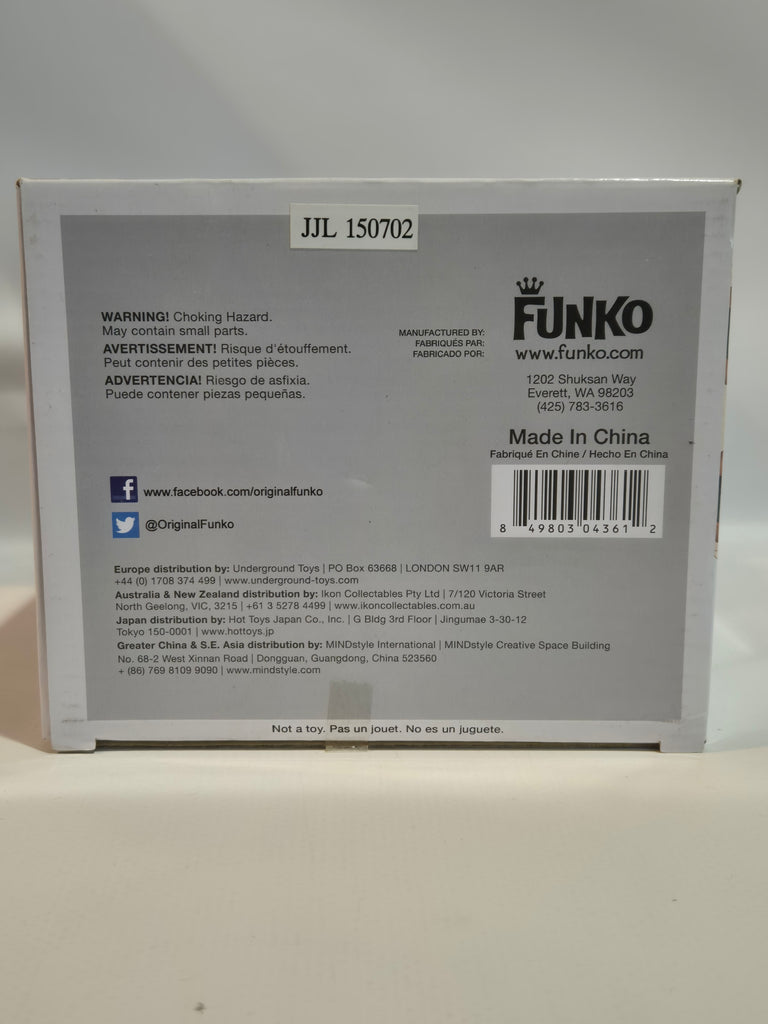 JJL 150702
WARNING! Choking Hazard.
May contain small parts.
AVERTISSEMENT! Risque d'étouffement.
Peut contenir des petites pièces.
ADVERTENCIA! Riesgo de asfixia.
Puede contener piezas pequeñas.
MANUFACTURED BY:
FABRIQUÉS PAR:
FABRICADO POR:
FUNKO
www.funko.com
1202 Shuksan Way
Everett, WA 98203
(425) 783-3616
Made In China
Fabriqué En Chine / Hecho En China
8 49803 04361 2
f www.facebook.com/originalfunko
@OriginalFunko
Europe distribution by: Underground Toys | PO Box 63668 | LONDON SW11 9AR
+44 (0) 1708 374 499 | www.underground-toys.com
Australia & New Zealand distribution by: Ikon Collectables Pty Ltd | 7/120 Victoria Street
North Geelong, VIC, 3215 | +61 3 5278 4499 | www.ikoncollectables.com.au
Japan distribution by: Hot Toys Japan Co., Inc. | G Bldg 3rd Floor | Jingumae 3-30-12
Tokyo 150-0001 | www.hottoys.jp
Greater China & S.E. Asia distribution by: MINDstyle International | MINDstyle Creative Space Building
No. 68-2 West Xinnan Road | Dongguan, Guangdong, China 523560
+ (86) 769 8109 9090 | www.mindstyle.com
Not a toy. Pas un jouet. No es un juguete.